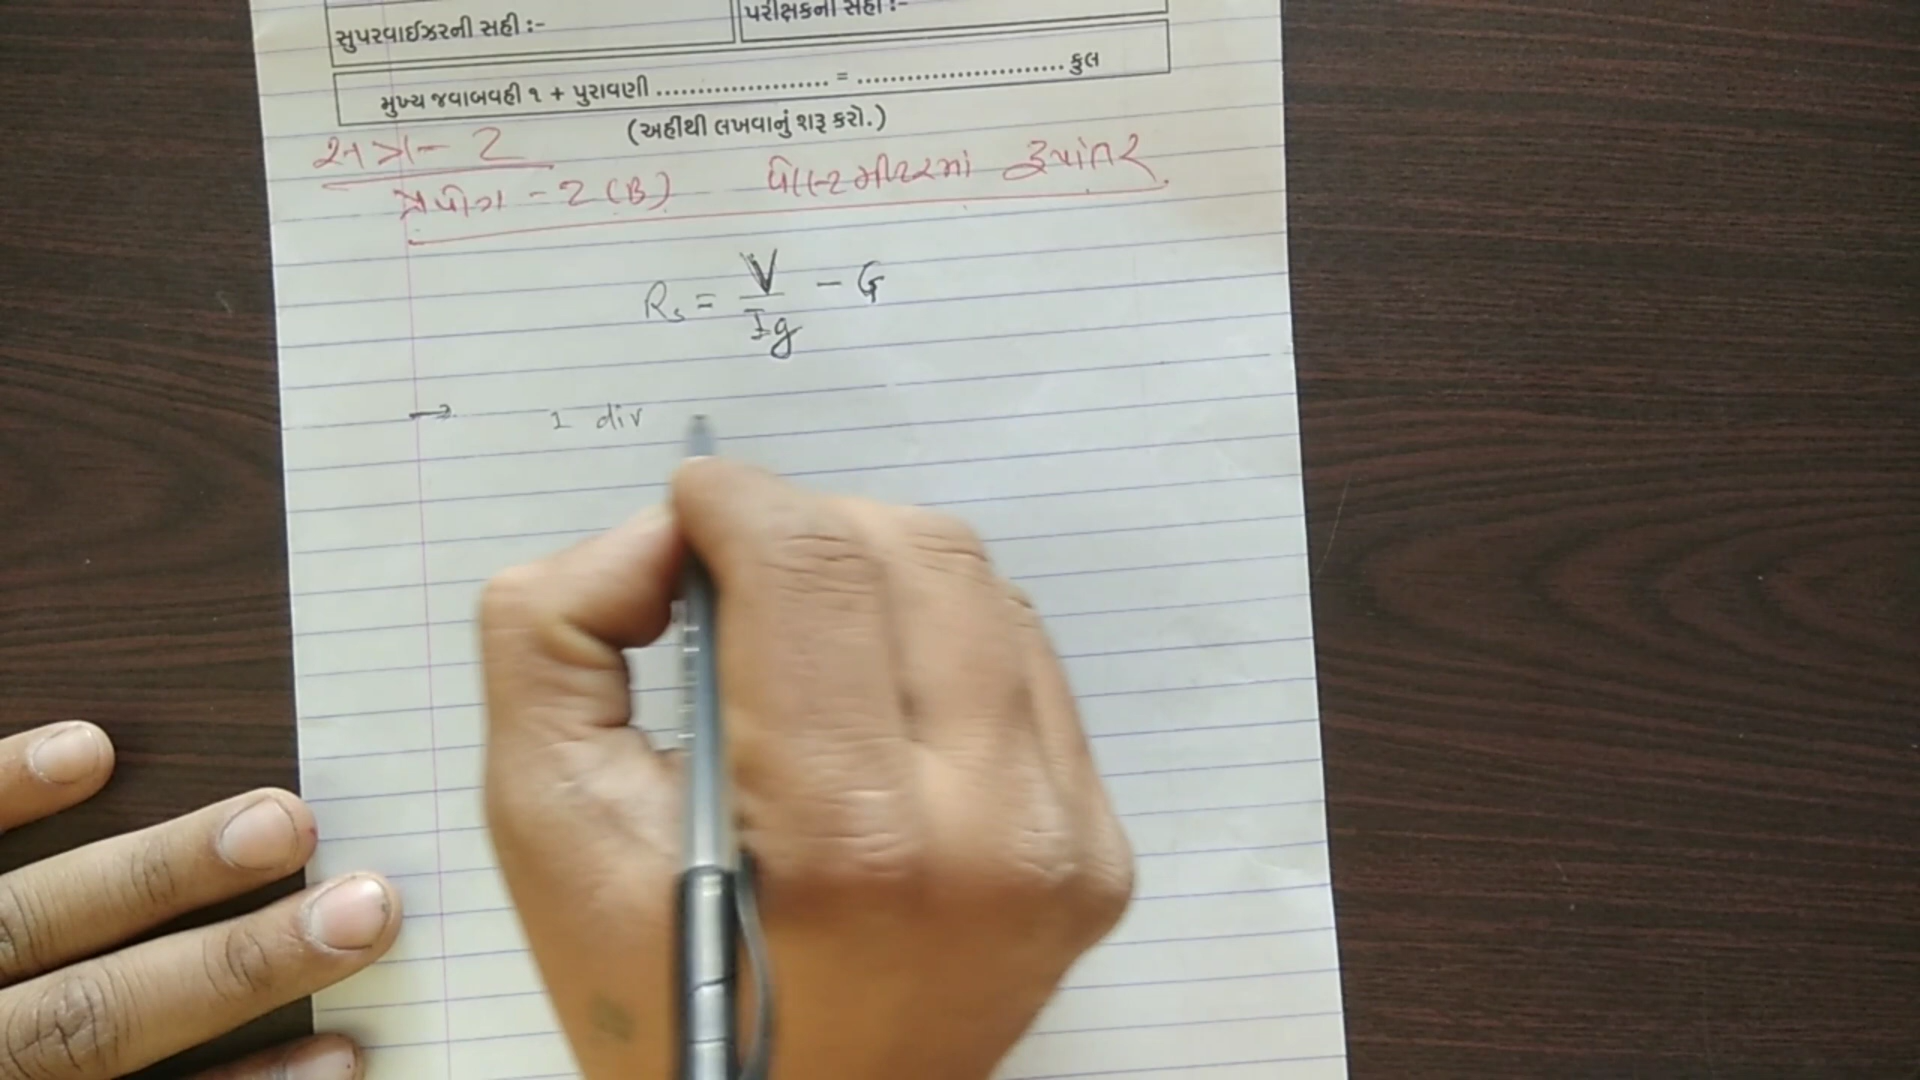 સુપરવાઈઝરની સહી :-
પરીક્ષકની સહી :-
મુખ્ય જવાબવહી ૧ + પુરાવણી ..................... = ......................... કુલ
(અહીંથી લખવાનું શરૂ કરો.)
સત્ર - 2
પ્રયોગ - 2 (B) વોલ્ટમીટરમાં રૂપાંતર
Rs = V / Ig - G
→ 1 div